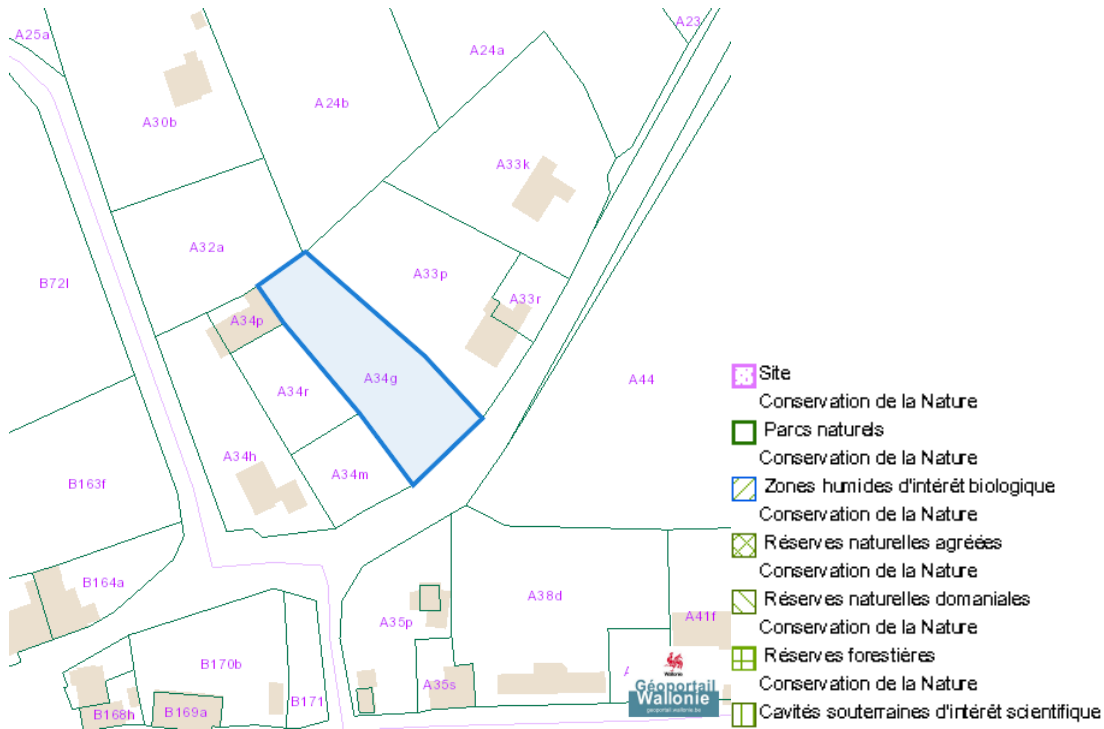 A25a
A23
A24a
A24b
A30b
A33k
A32a
A33p
B72l
A33r
A34p
A34g
A44
A34r
A34h
A34m
B163f
B164a
A38d
A35p
A41f
B170b
A35s
B171
B168h
B169a
Wallonie
Géoportail
Wallonie
geoportail.wallonie.be
Site
Conservation de la Nature
Parcs naturels
Conservation de la Nature
Zones humides d'intérêt biologique
Conservation de la Nature
Réserves naturelles agréées
Conservation de la Nature
Réserves naturelles domaniales
Conservation de la Nature
Réserves forestières
Conservation de la Nature
Cavités souterraines d'intérêt scientifique